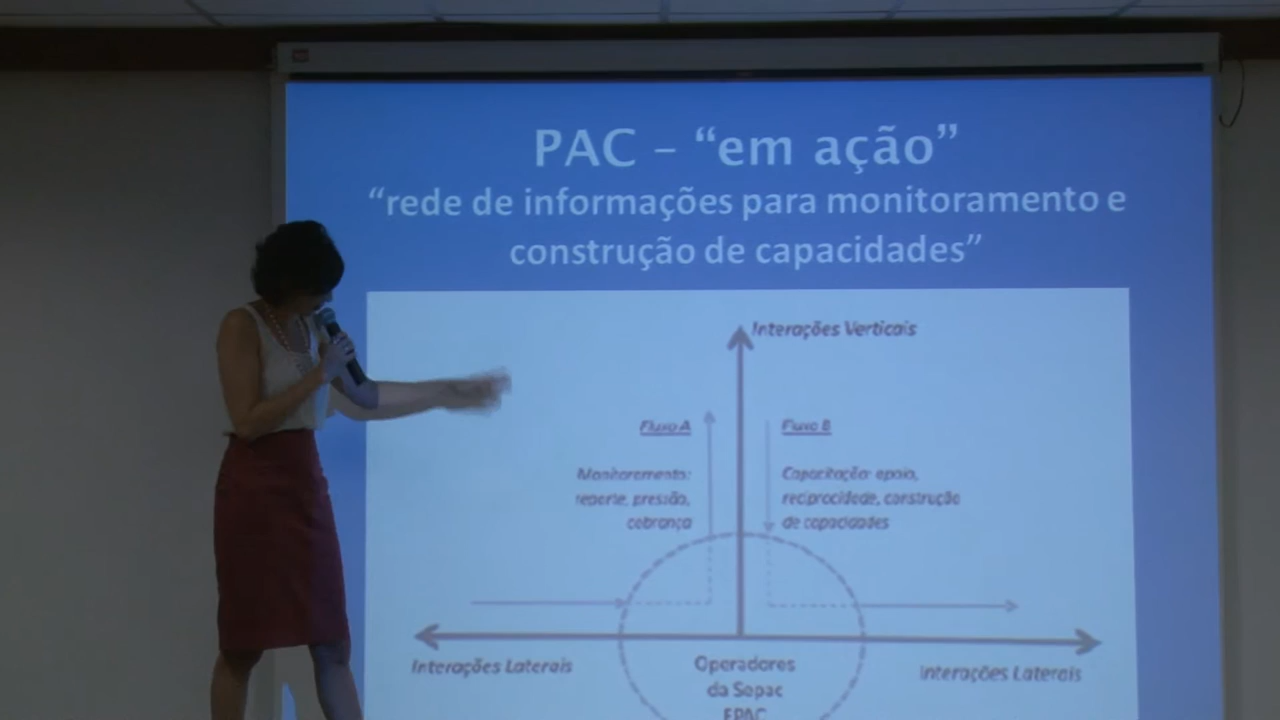 PAC – “em ação”
“rede de informações para monitoramento e
construção de capacidades”
Interações Verticais
Fluxo A
Fluxo B
Monitoramento:
reporte, pressão,
cobrança
Capacitação: apoio,
reciprocidade, construção
de capacidades
Interações Laterais
Operadores
da Sepac
EPAC
Interações Laterais